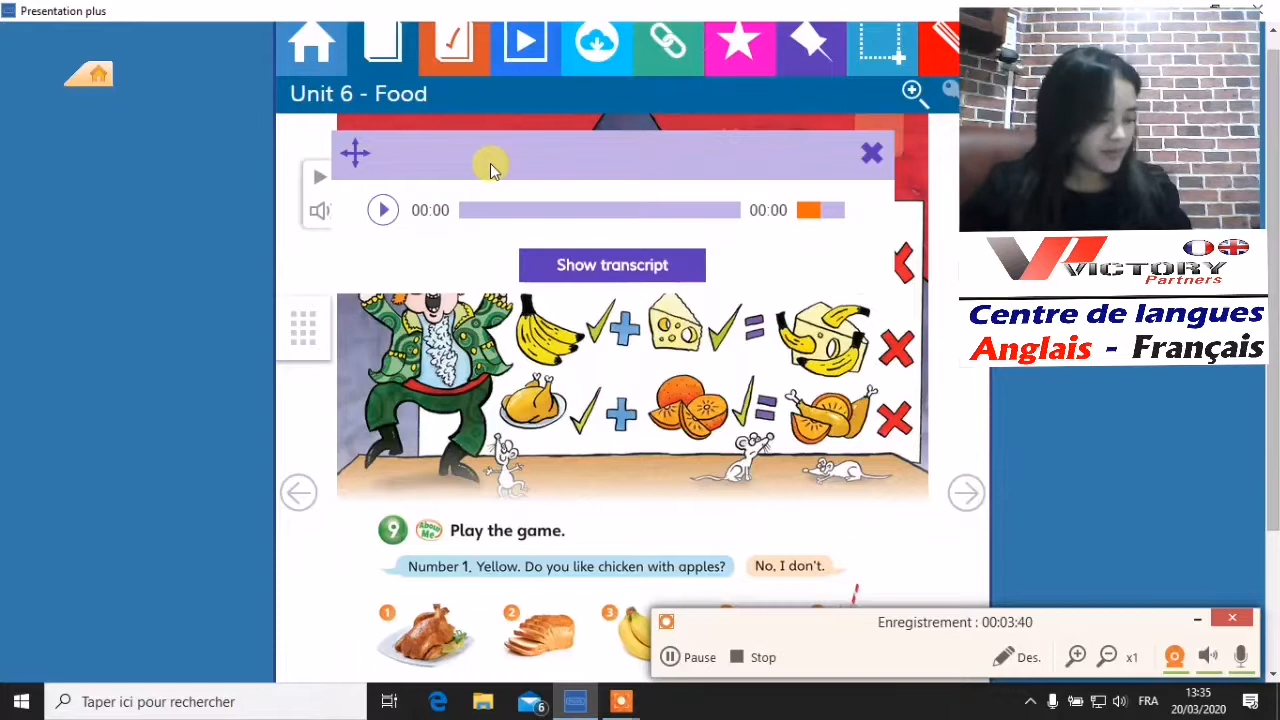 Presentation plus
Unit 6 - Food
00:00
00:00
Show transcript
9 About Me Play the game.
Number 1. Yellow. Do you like chicken with apples?
No, I don't.
1
2
3
VICTORY
Partners
Centre de langues
Anglais - Français
Enregistrement : 00:03:40
Pause
Stop
Des.
x1
Taper ici pour rechercher
6
FRA
13:35
20/03/2020